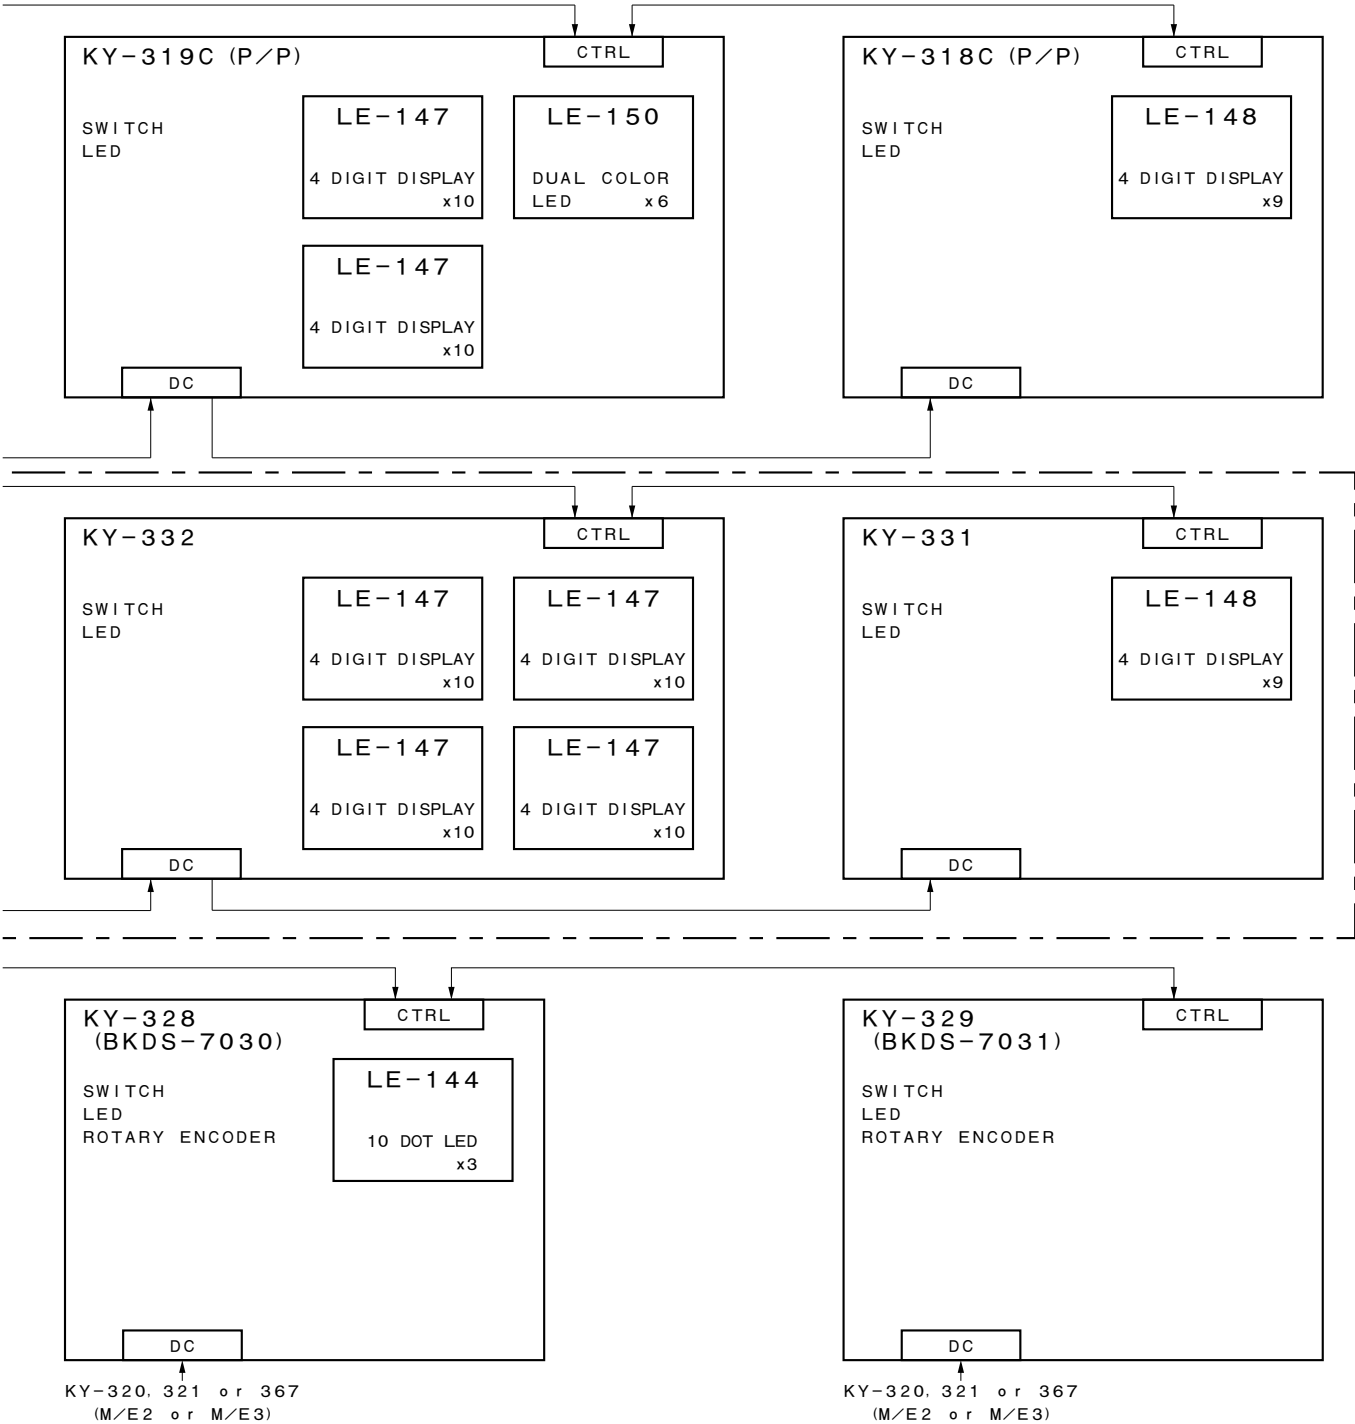 KY-319C (P/P)
CTRL
SWITCH
LED
LE-147
4 DIGIT DISPLAY
x10
LE-150
DUAL COLOR
LED x6
LE-147
4 DIGIT DISPLAY
x10
DC
KY-318C (P/P)
CTRL
SWITCH
LED
LE-148
4 DIGIT DISPLAY
x9
DC
KY-332
CTRL
SWITCH
LED
LE-147
4 DIGIT DISPLAY
x10
LE-147
4 DIGIT DISPLAY
x10
LE-147
4 DIGIT DISPLAY
x10
LE-147
4 DIGIT DISPLAY
x10
DC
KY-331
CTRL
SWITCH
LED
LE-148
4 DIGIT DISPLAY
x9
DC
KY-328
(BKDS-7030)
CTRL
SWITCH
LED
ROTARY ENCODER
LE-144
10 DOT LED
x3
DC
KY-320, 321 or 367
(M/E2 or M/E3)
KY-329
(BKDS-7031)
CTRL
SWITCH
LED
ROTARY ENCODER
DC
KY-320, 321 or 367
(M/E2 or M/E3)